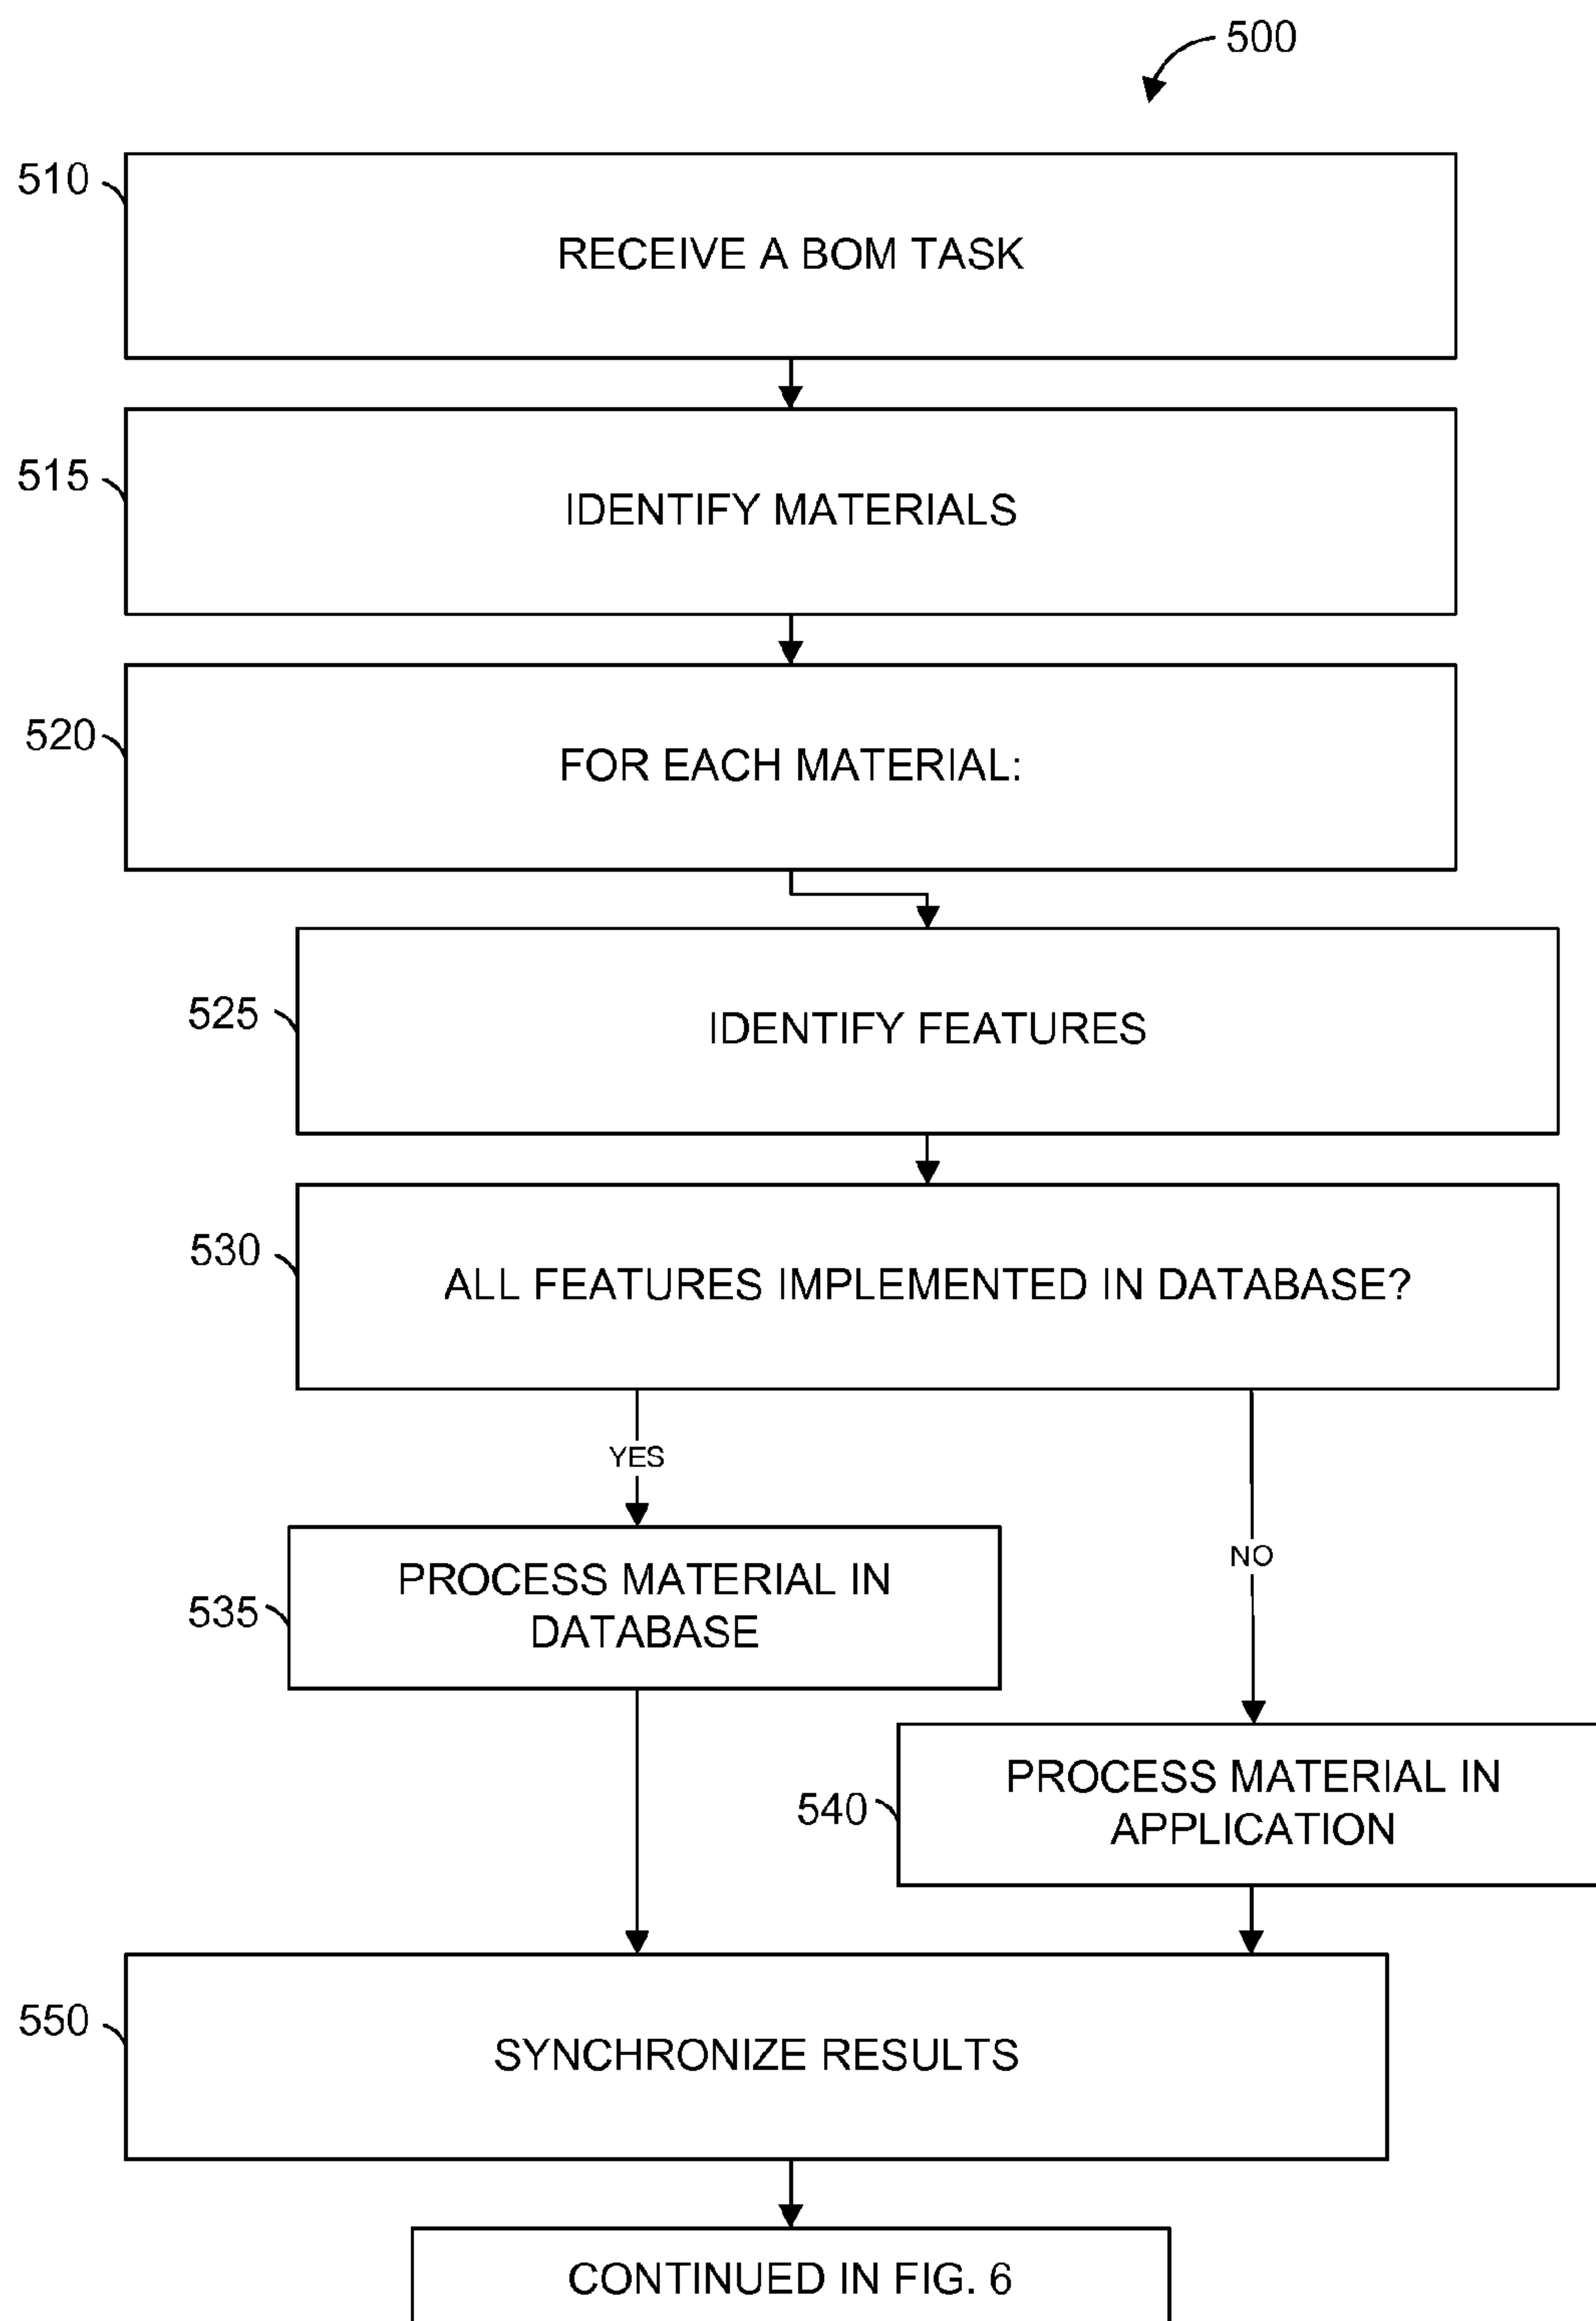 500
510
RECEIVE A BOM TASK
515
IDENTIFY MATERIALS
520
FOR EACH MATERIAL:
525
IDENTIFY FEATURES
530
ALL FEATURES IMPLEMENTED IN DATABASE?
YES
NO
535
PROCESS MATERIAL IN
DATABASE
540
PROCESS MATERIAL IN
APPLICATION
550
SYNCHRONIZE RESULTS
CONTINUED IN FIG. 6